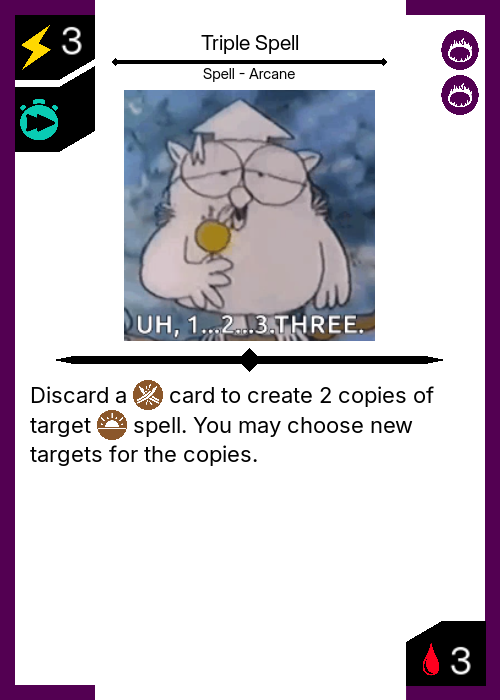 3
Triple Spell
Spell - Arcane
UH, 1...2...3.THREE.
Discard a card to create 2 copies of
target spell. You may choose new
targets for the copies.
3